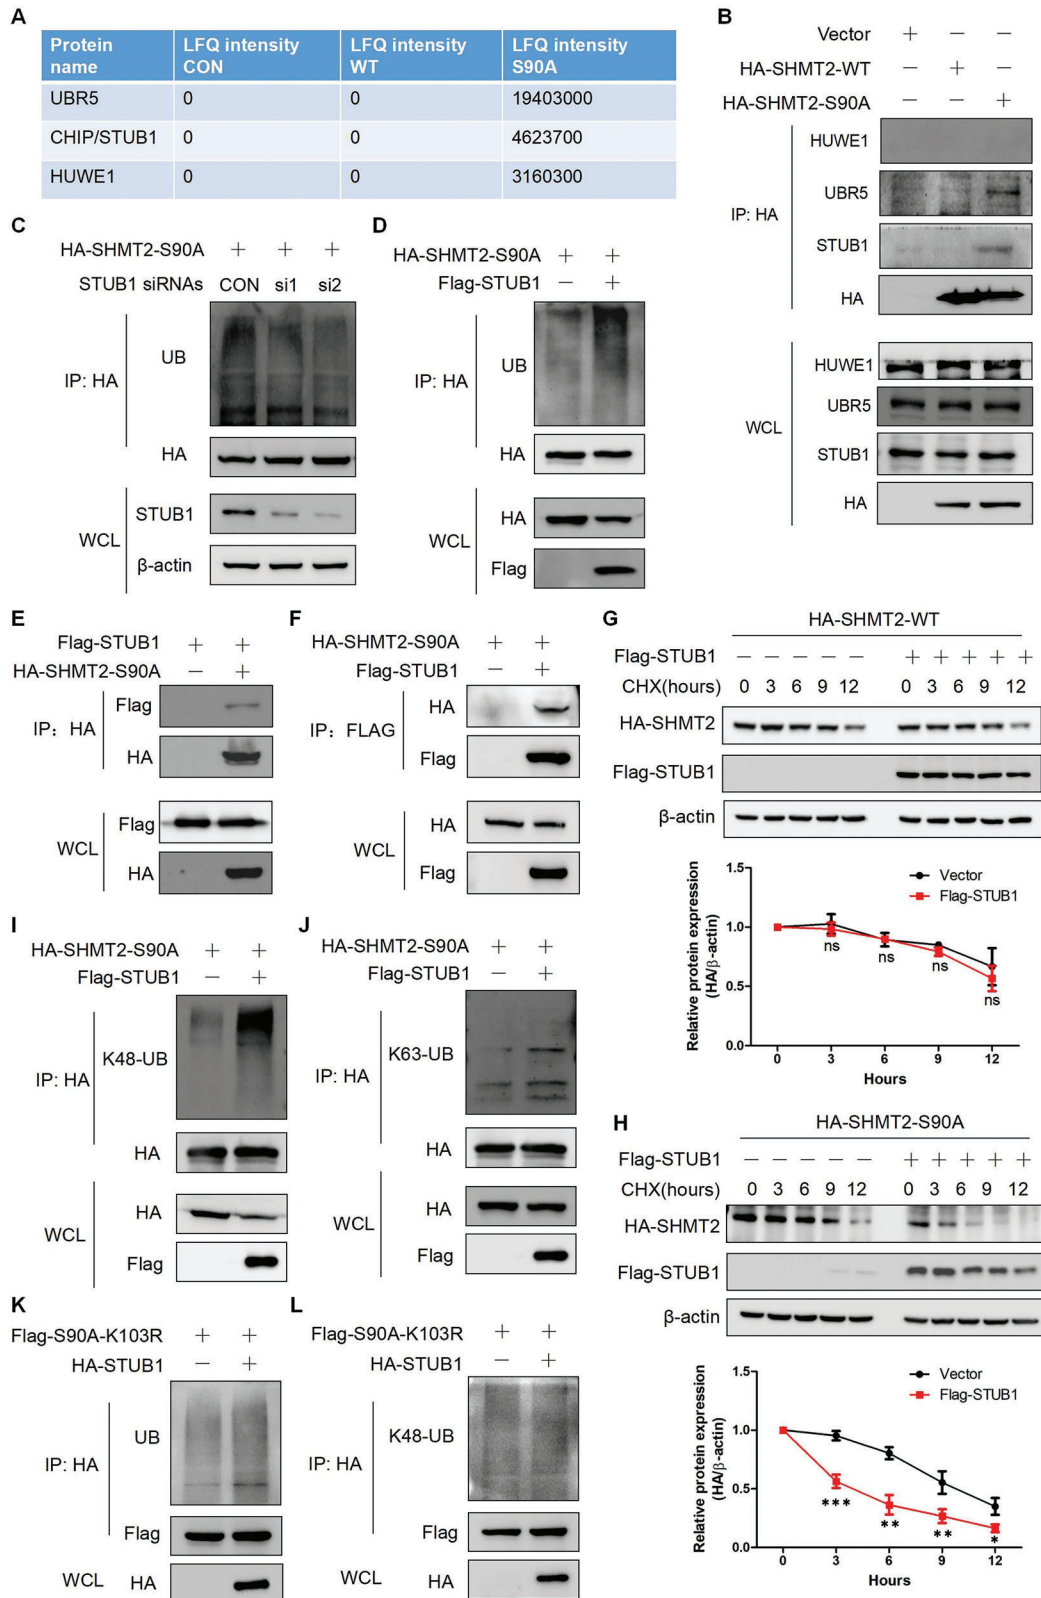 A
Protein name LFQ intensity CON LFQ intensity WT LFQ intensity S90A
UBR5 0 0 19403000
CHIP/STUB1 0 0 4623700
HUWE1 0 0 3160300
B
Vector + — —
HA-SHMT2-WT — + —
HA-SHMT2-S90A — — +
HUWE1
UBR5
IP: HA
STUB1
HA
HUWE1
UBR5
WCL
STUB1
HA
C
HA-SHMT2-S90A + + +
STUB1 siRNAs CON si1 si2
UB
IP: HA
HA
STUB1
WCL
β-actin
D
HA-SHMT2-S90A + +
Flag-STUB1 — +
UB
IP: HA
HA
HA
WCL
Flag
E
Flag-STUB1 + +
HA-SHMT2-S90A — +
Flag
IP: HA
HA
Flag
WCL
HA
F
HA-SHMT2-S90A + +
Flag-STUB1 — +
HA
IP: FLAG
Flag
HA
WCL
Flag
G
HA-SHMT2-WT
Flag-STUB1 — — — — — + + + + +
CHX(hours) 0 3 6 9 12 0 3 6 9 12
HA-SHMT2
Flag-STUB1
β-actin
Relative protein expression
(HA/β-actin)
1.5
1.0
0.5
0.0
Vector
Flag-STUB1
ns
ns
ns
ns
0 3 6 9 12
Hours
H
HA-SHMT2-S90A
Flag-STUB1 — — — — — + + + + +
CHX(hours) 0 3 6 9 12 0 3 6 9 12
HA-SHMT2
Flag-STUB1
β-actin
Relative protein expression
(HA/β-actin)
1.5
1.0
0.5
0.0
Vector
Flag-STUB1
***
**
**
*
0 3 6 9 12
Hours
I
HA-SHMT2-S90A + +
Flag-STUB1 — +
K48-UB
IP: HA
HA
HA
WCL
Flag
J
HA-SHMT2-S90A + +
Flag-STUB1 — +
K63-UB
IP: HA
HA
HA
WCL
Flag
K
Flag-S90A-K103R + +
HA-STUB1 — +
UB
IP: HA
Flag
WCL HA
L
Flag-S90A-K103R + +
HA-STUB1 — +
K48-UB
IP: HA
Flag
WCL HA